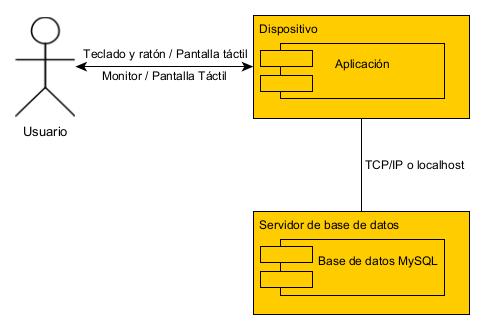 Dispositivo
Teclado y ratón / Pantalla táctil
Aplicación
Monitor / Pantalla Táctil
Usuario
TCP/IP o localhost
Servidor de base de datos
Base de datos MySQL